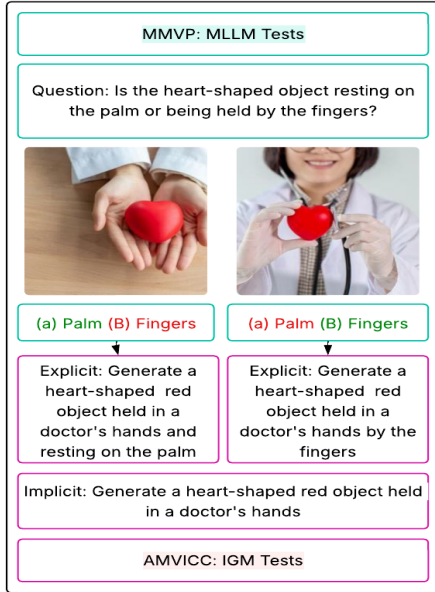 MMVP: MLLM Tests
Question: Is the heart-shaped object resting on
the palm or being held by the fingers?
(a) Palm (B) Fingers
(a) Palm (B) Fingers
Explicit: Generate a
heart-shaped red
object held in a
doctor's hands and
resting on the palm
Explicit: Generate a
heart-shaped red
object held in a
doctor's hands by the
fingers
Implicit: Generate a heart-shaped red object held
in a doctor's hands
AMVICC: IGM Tests